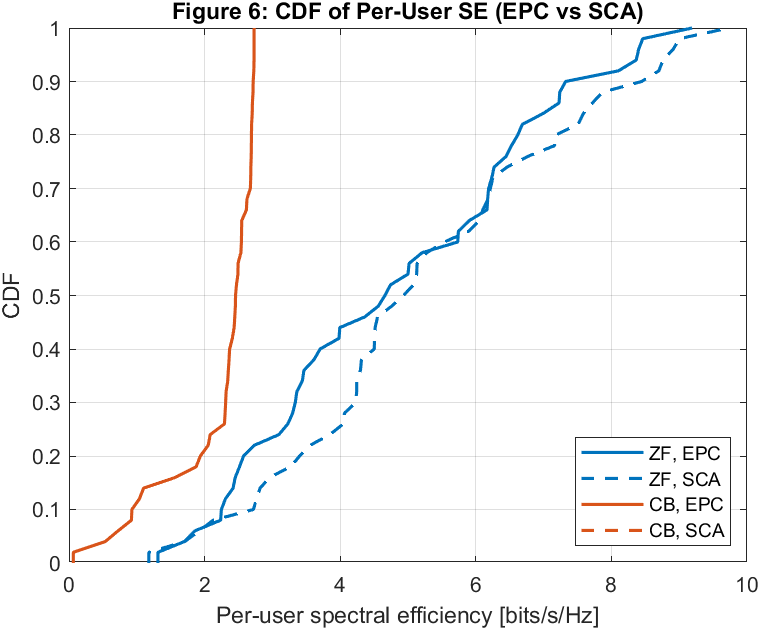 Figure 6: CDF of Per-User SE (EPC vs SCA)
1
0.9
0.8
0.7
0.6
0.5
0.4
0.3
0.2
0.1
0
CDF
ZF, EPC
ZF, SCA
CB, EPC
CB, SCA
0 2 4 6 8 10
Per-user spectral efficiency [bits/s/Hz]